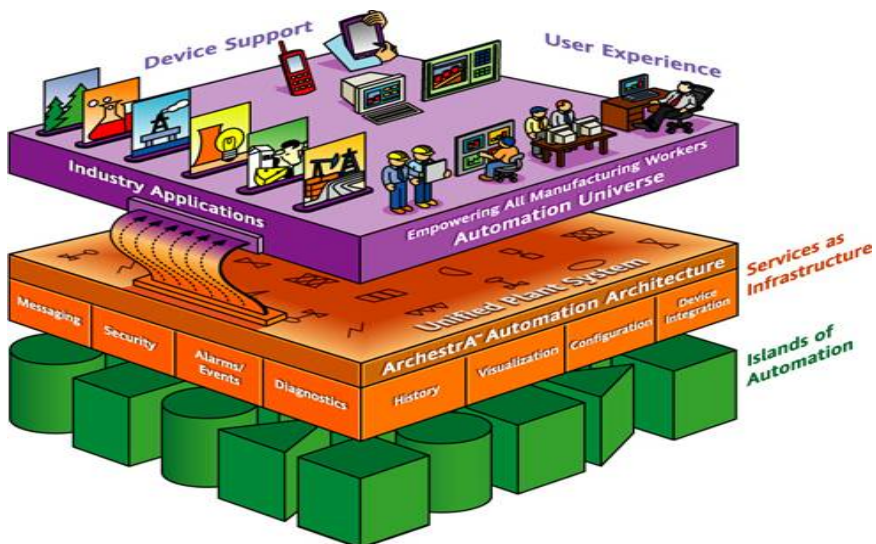 Device Support
User Experience
Industry Applications
Empowering All Manufacturing Workers
Automation Universe
Services as
Infrastructure
Unified Plant System
ArchestrA™ Automation Architecture
Messaging
Security
Alarms/
Events
Diagnostics
History
Visualization
Configuration
Device
Integration
Islands of
Automation